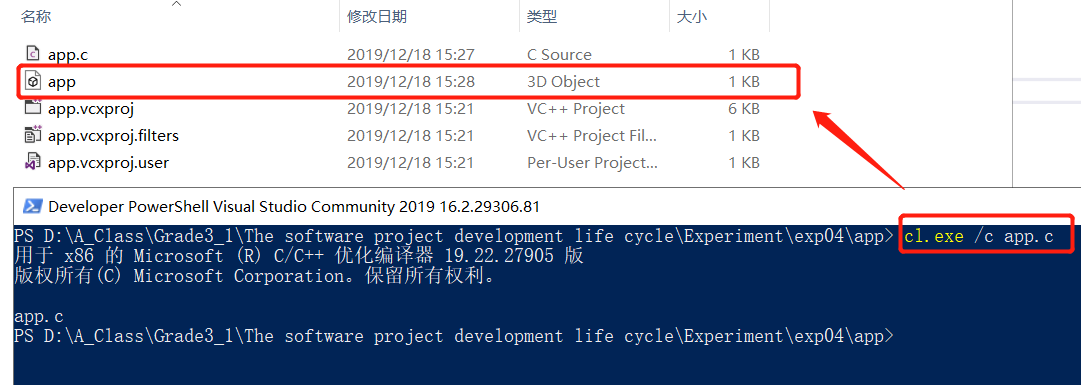 名称 修改日期 类型 大小
app.c 2019/12/18 15:27 C Source 1 KB
app 2019/12/18 15:28 3D Object 1 KB
app.vcxproj 2019/12/18 15:21 VC++ Project 6 KB
app.vcxproj.filters 2019/12/18 15:21 VC++ Project Fil... 1 KB
app.vcxproj.user 2019/12/18 15:21 Per-User Project... 1 KB
Developer PowerShell Visual Studio Community 2019 16.2.29306.81
PS D:\A_Class\Grade3_1\The software project development life cycle\Experiment\exp04\app> cl.exe /c app.c
用于 x86 的 Microsoft (R) C/C++ 优化编译器 19.22.27905 版
版权所有(C) Microsoft Corporation。保留所有权利。
app.c
PS D:\A_Class\Grade3_1\The software project development life cycle\Experiment\exp04\app>